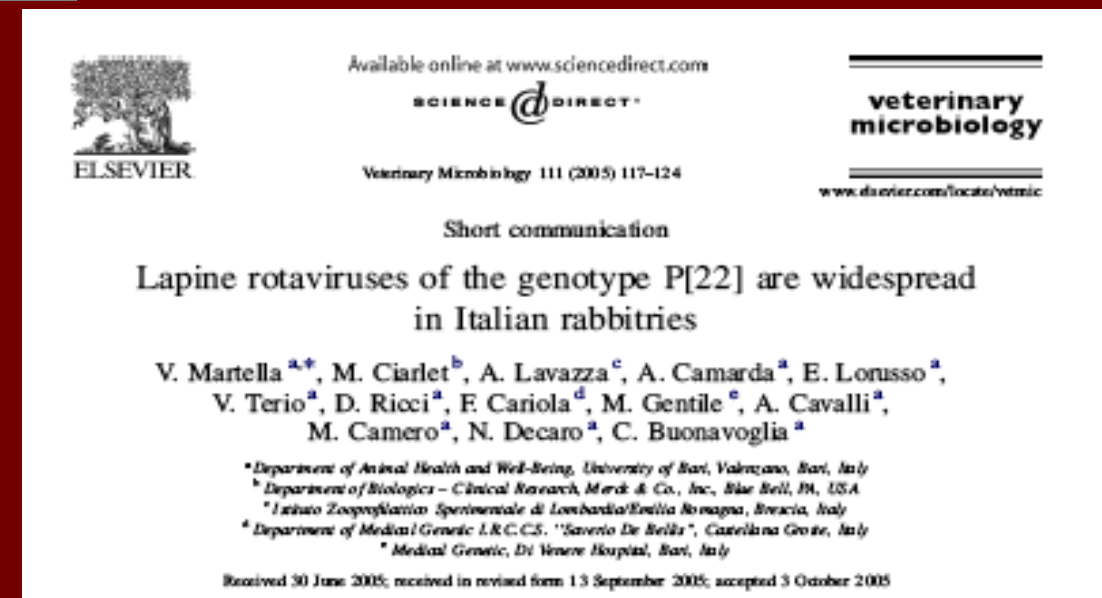 Available online at www.sciencedirect.com
SCIENCE DIRECT•
ELSEVIER
Veterinary Microbiology 111 (2005) 117–124
veterinary
microbiology
www.elsevier.com/locate/vetmic
Short communication
Lapine rotaviruses of the genotype P[22] are widespread
in Italian rabbitries
V. Martella a,*, M. Ciarlet b, A. Lavazza c, A. Camarda a, E. Lorusso a,
V. Terio a, D. Ricci a, F. Cariola d, M. Gentile e, A. Cavalli a,
M. Camero a, N. Decaro a, C. Buonavoglia a
a Department of Animal Health and Well-Being, University of Bari, Valenzano, Bari, Italy
b Department of Biologics – Clinical Research, Merck & Co., Inc., Blue Bell, PA, USA
c Istituto Zooprofilattico Sperimentale di Lombardia/Emilia Romagna, Brescia, Italy
d Department of Medical Genetic I.R.C.C.S. "Saverio De Bellis", Castellana Grotte, Italy
e Medical Genetic, Di Venere Hospital, Bari, Italy
Received 30 June 2005; received in revised form 13 September 2005; accepted 3 October 2005